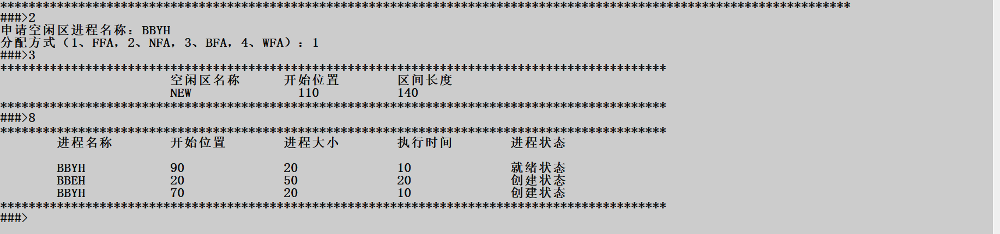 ************************************************************************************************************************
###>2
申请空闲区进程名称：BBYH
分配方式（1、FFA，2、NFA，3、BFA，4、WFA）：1
###>3
**********************************************************************************************
空闲区名称 开始位置 区间长度
NEW 110 140
**********************************************************************************************
###>8
**********************************************************************************************
进程名称 开始位置 进程大小 执行时间 进程状态
BBYH 90 20 10 就绪状态
BBEH 20 50 20 创建状态
BBYH 70 20 10 创建状态
**********************************************************************************************
###>